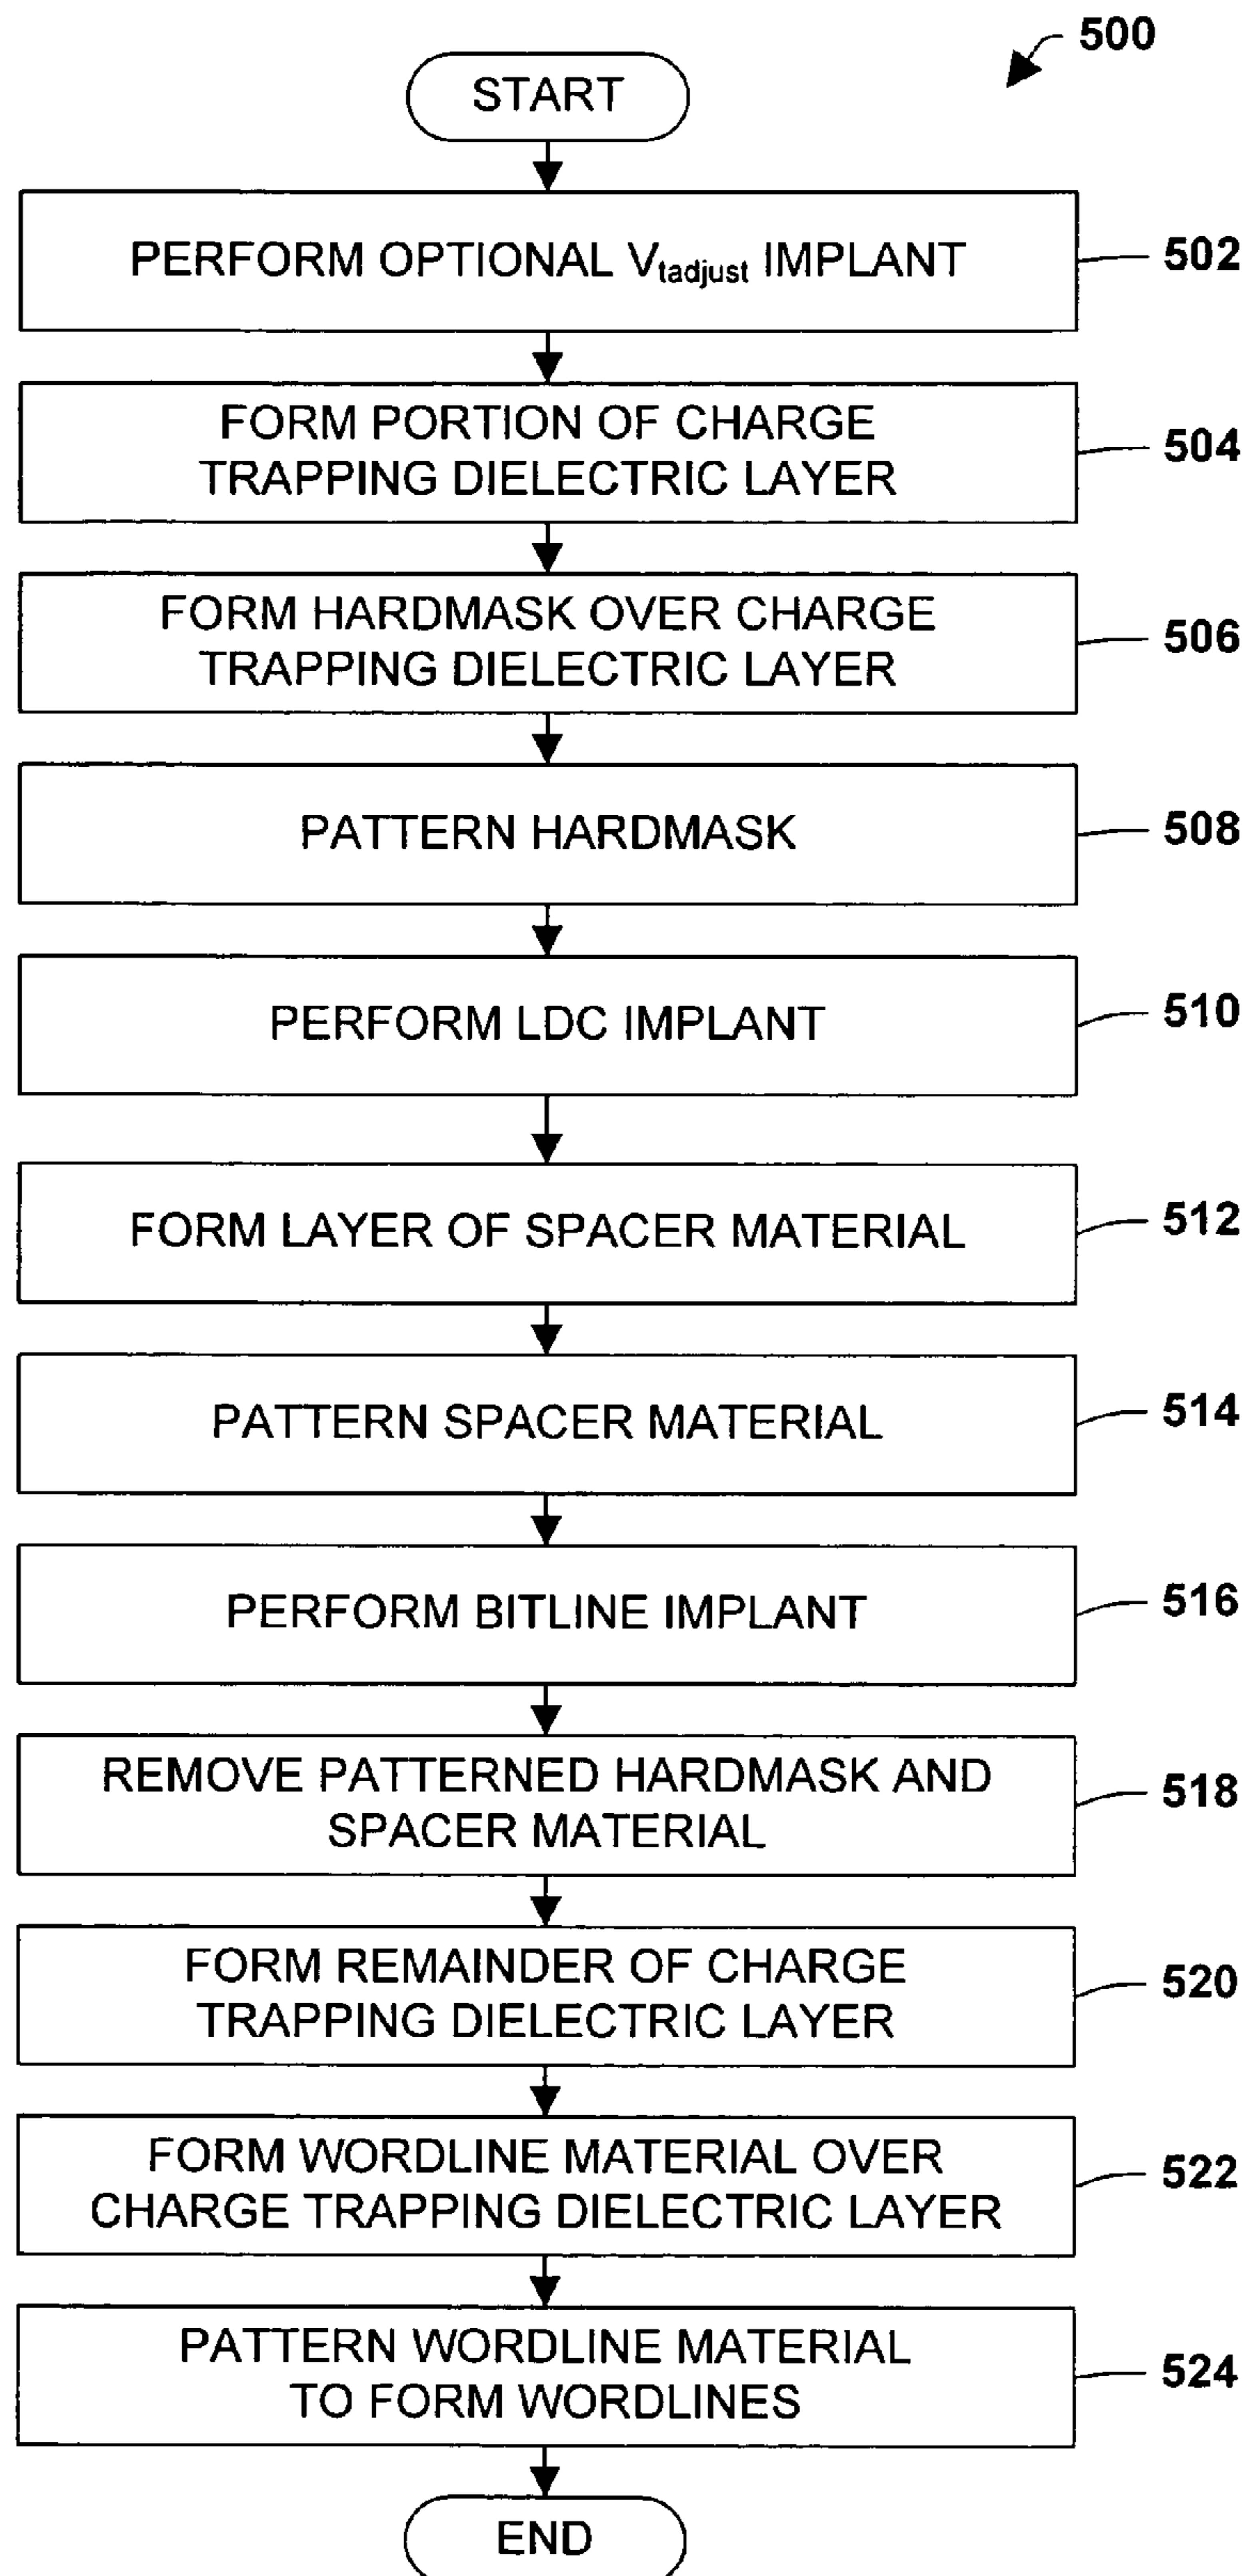 500
START
PERFORM OPTIONAL Vtadjust IMPLANT
502
FORM PORTION OF CHARGE
TRAPPING DIELECTRIC LAYER
504
FORM HARDMASK OVER CHARGE
TRAPPING DIELECTRIC LAYER
506
PATTERN HARDMASK
508
PERFORM LDC IMPLANT
510
FORM LAYER OF SPACER MATERIAL
512
PATTERN SPACER MATERIAL
514
PERFORM BITLINE IMPLANT
516
REMOVE PATTERNED HARDMASK AND
SPACER MATERIAL
518
FORM REMAINDER OF CHARGE
TRAPPING DIELECTRIC LAYER
520
FORM WORDLINE MATERIAL OVER
CHARGE TRAPPING DIELECTRIC LAYER
522
PATTERN WORDLINE MATERIAL
TO FORM WORDLINES
524
END